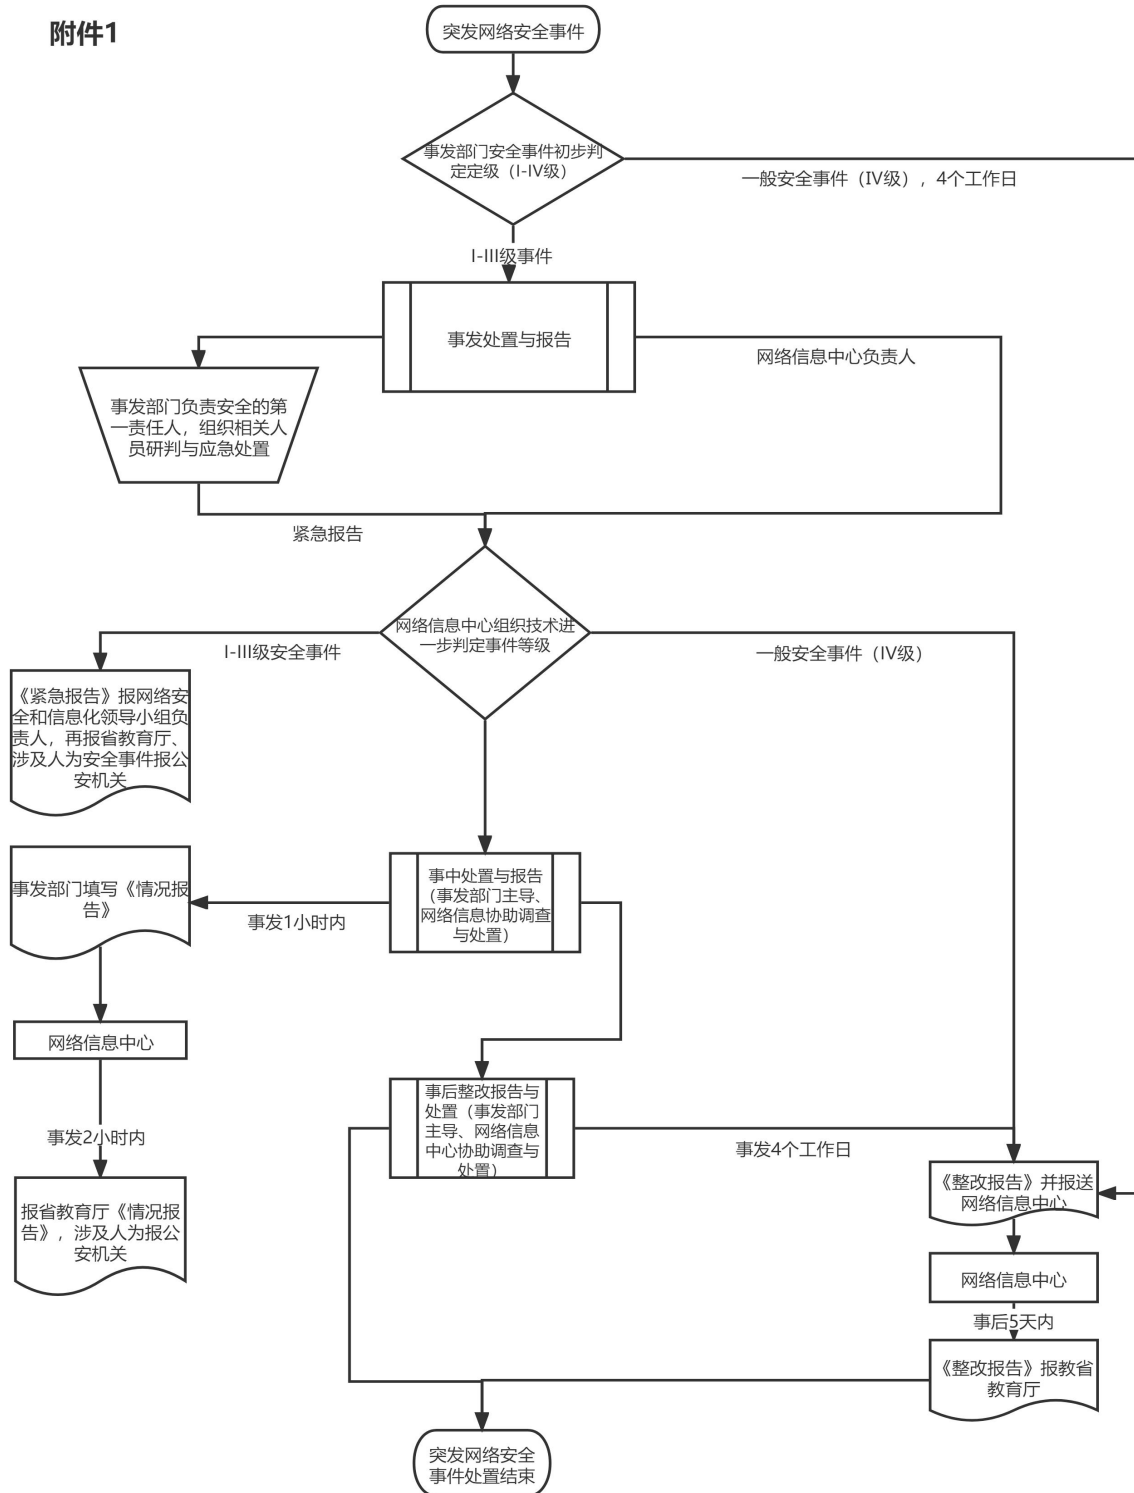 附件1
突发网络安全事件
事发部门安全事件初步判
定定级（I-IV级）
一般安全事件（IV级），4个工作日
I-III级事件
事发处置与报告
网络信息中心负责人
事发部门负责安全的第
一责任人，组织相关人
员研判与应急处置
紧急报告
网络信息中心组织技术进
一步判定事件等级
I-III级安全事件
一般安全事件（IV级）
《紧急报告》报网络安
全和信息化领导小组负
责人，再报省教育厅、
涉及人为安全事件报公
安机关
事中处置与报告
（事发部门主导、
网络信息协助调查
与处置）
事发部门填写《情况报
告》
事发1小时内
网络信息中心
事后整改报告与
处置（事发部门
主导、网络信息
中心协助调查与
处置）
事发2小时内
事发4个工作日
《整改报告》并报送
网络信息中心
报省教育厅《情况报
告》，涉及人为报公
安机关
网络信息中心
事后5天内
《整改报告》报教省
教育厅
突发网络安全
事件处置结束